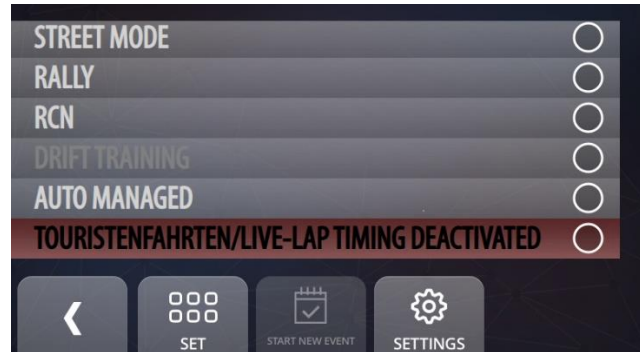 STREET MODE
RALLY
RCN
DRIFT TRAINING
AUTO MANAGED
TOURISTENFAHRTEN/LIVE-LAP TIMING DEACTIVATED
SET
START NEW EVENT
SETTINGS